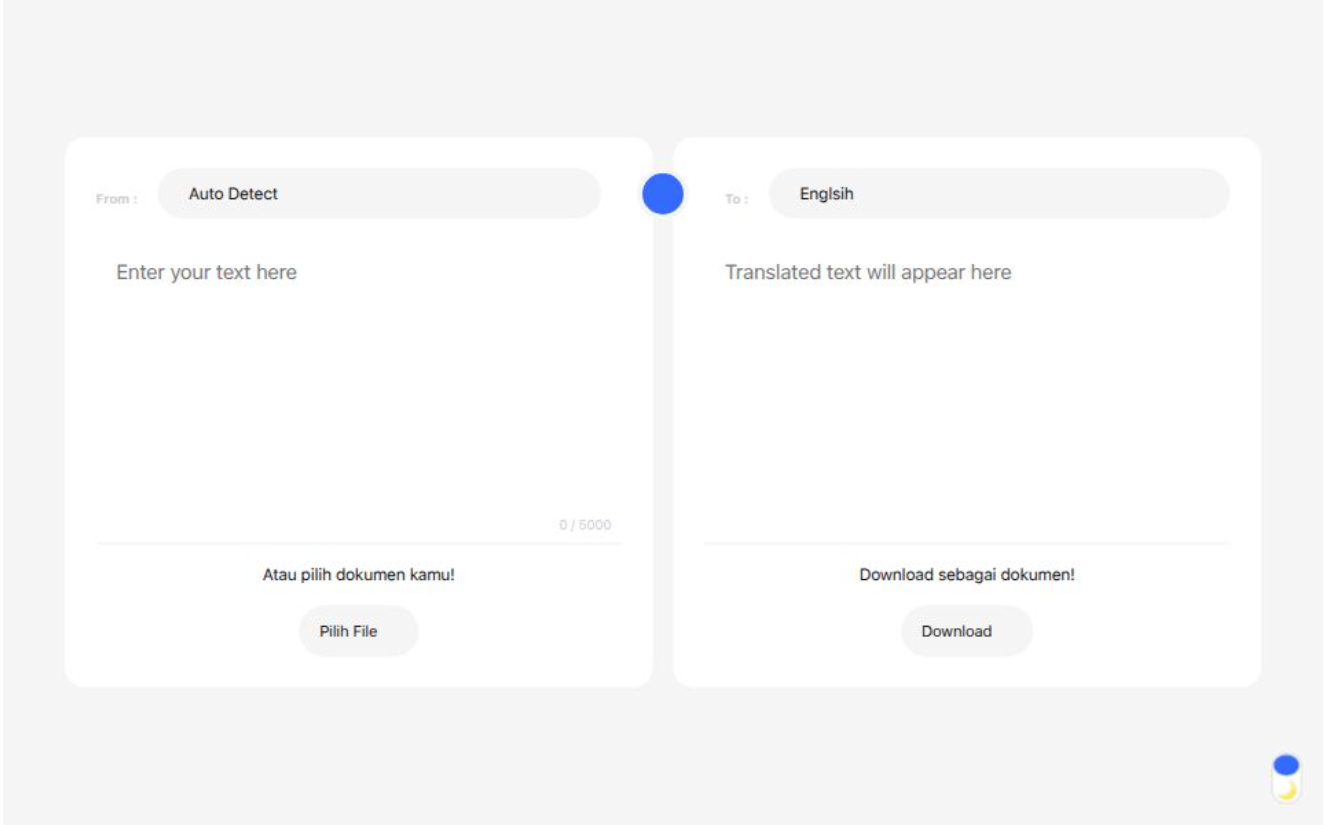 From :
Auto Detect
Enter your text here
0 / 5000
Atau pilih dokumen kamu!
Pilih File
To :
Englsih
Translated text will appear here
Download sebagai dokumen!
Download